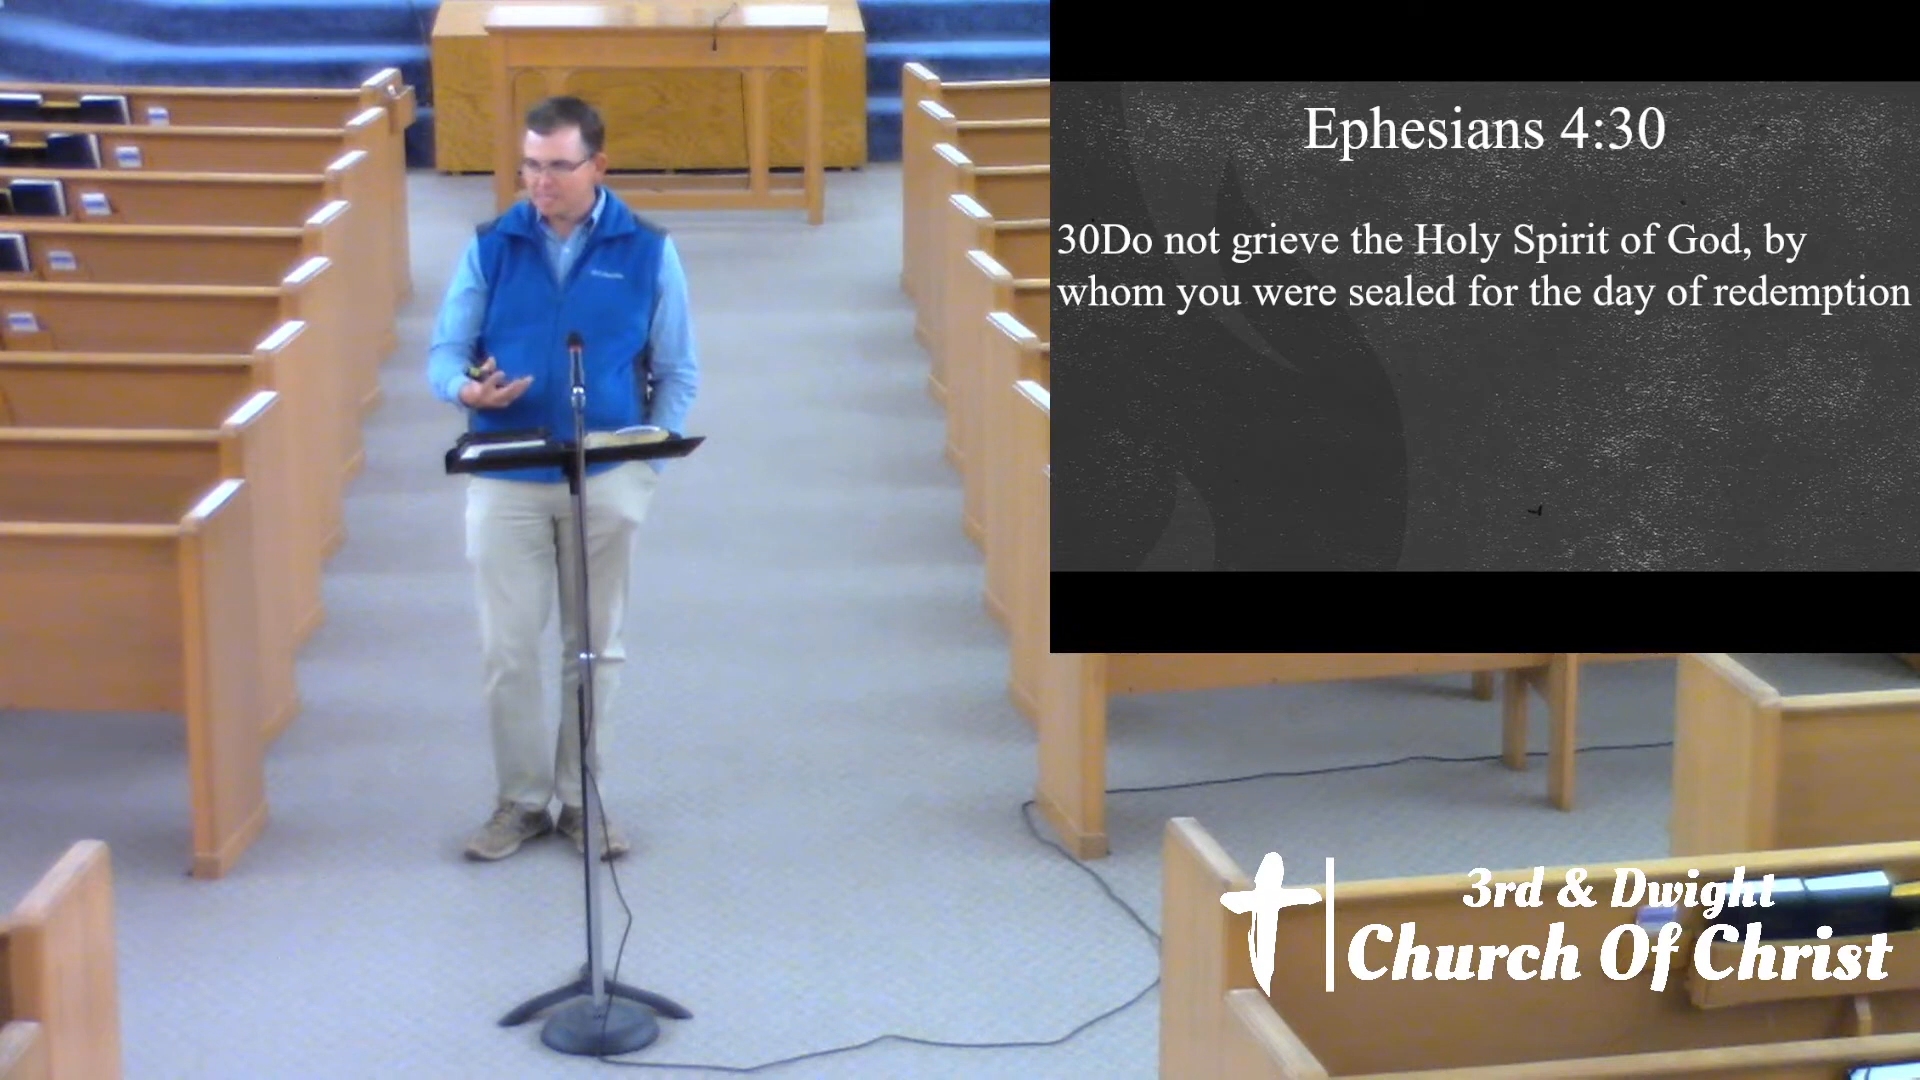 Ephesians 4:30
30Do not grieve the Holy Spirit of God, by
whom you were sealed for the day of redemption
3rd & Dwight
Church Of Christ